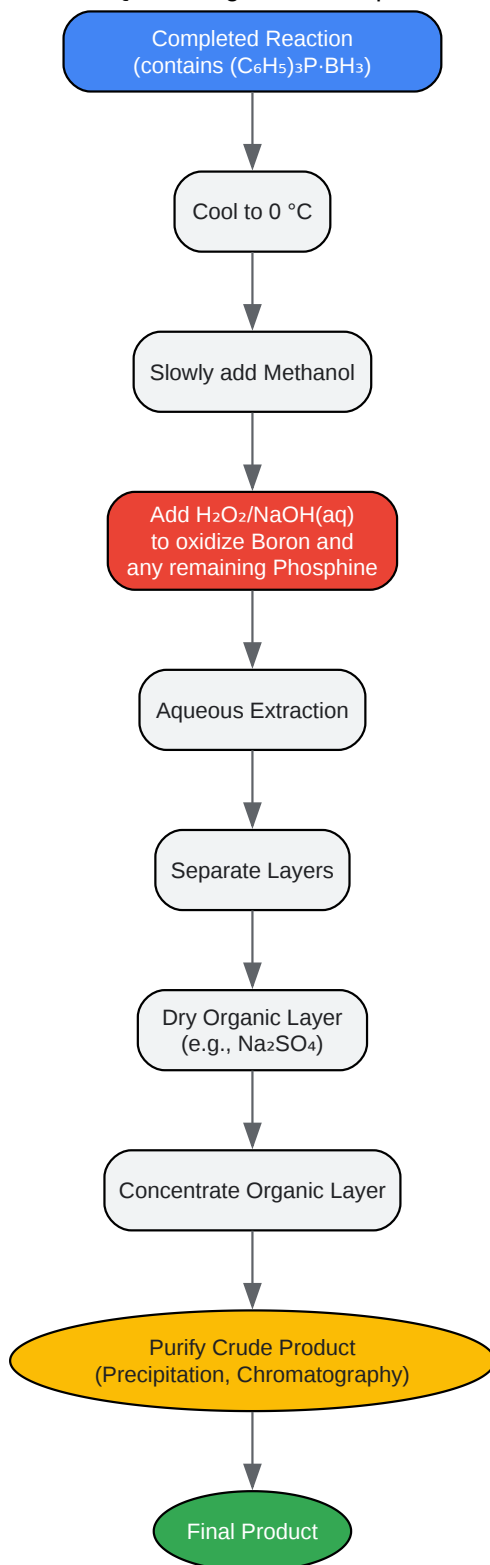 Completed Reaction
(contains (C₆H₅)₃P·BH₃)
Cool to 0 °C
Slowly add Methanol
Add H₂O₂/NaOH(aq)
to oxidize Boron and
any remaining Phosphine
Aqueous Extraction
Separate Layers
Dry Organic Layer
(e.g., Na₂SO₄)
Concentrate Organic Layer
Purify Crude Product
(Precipitation, Chromatography)
Final Product